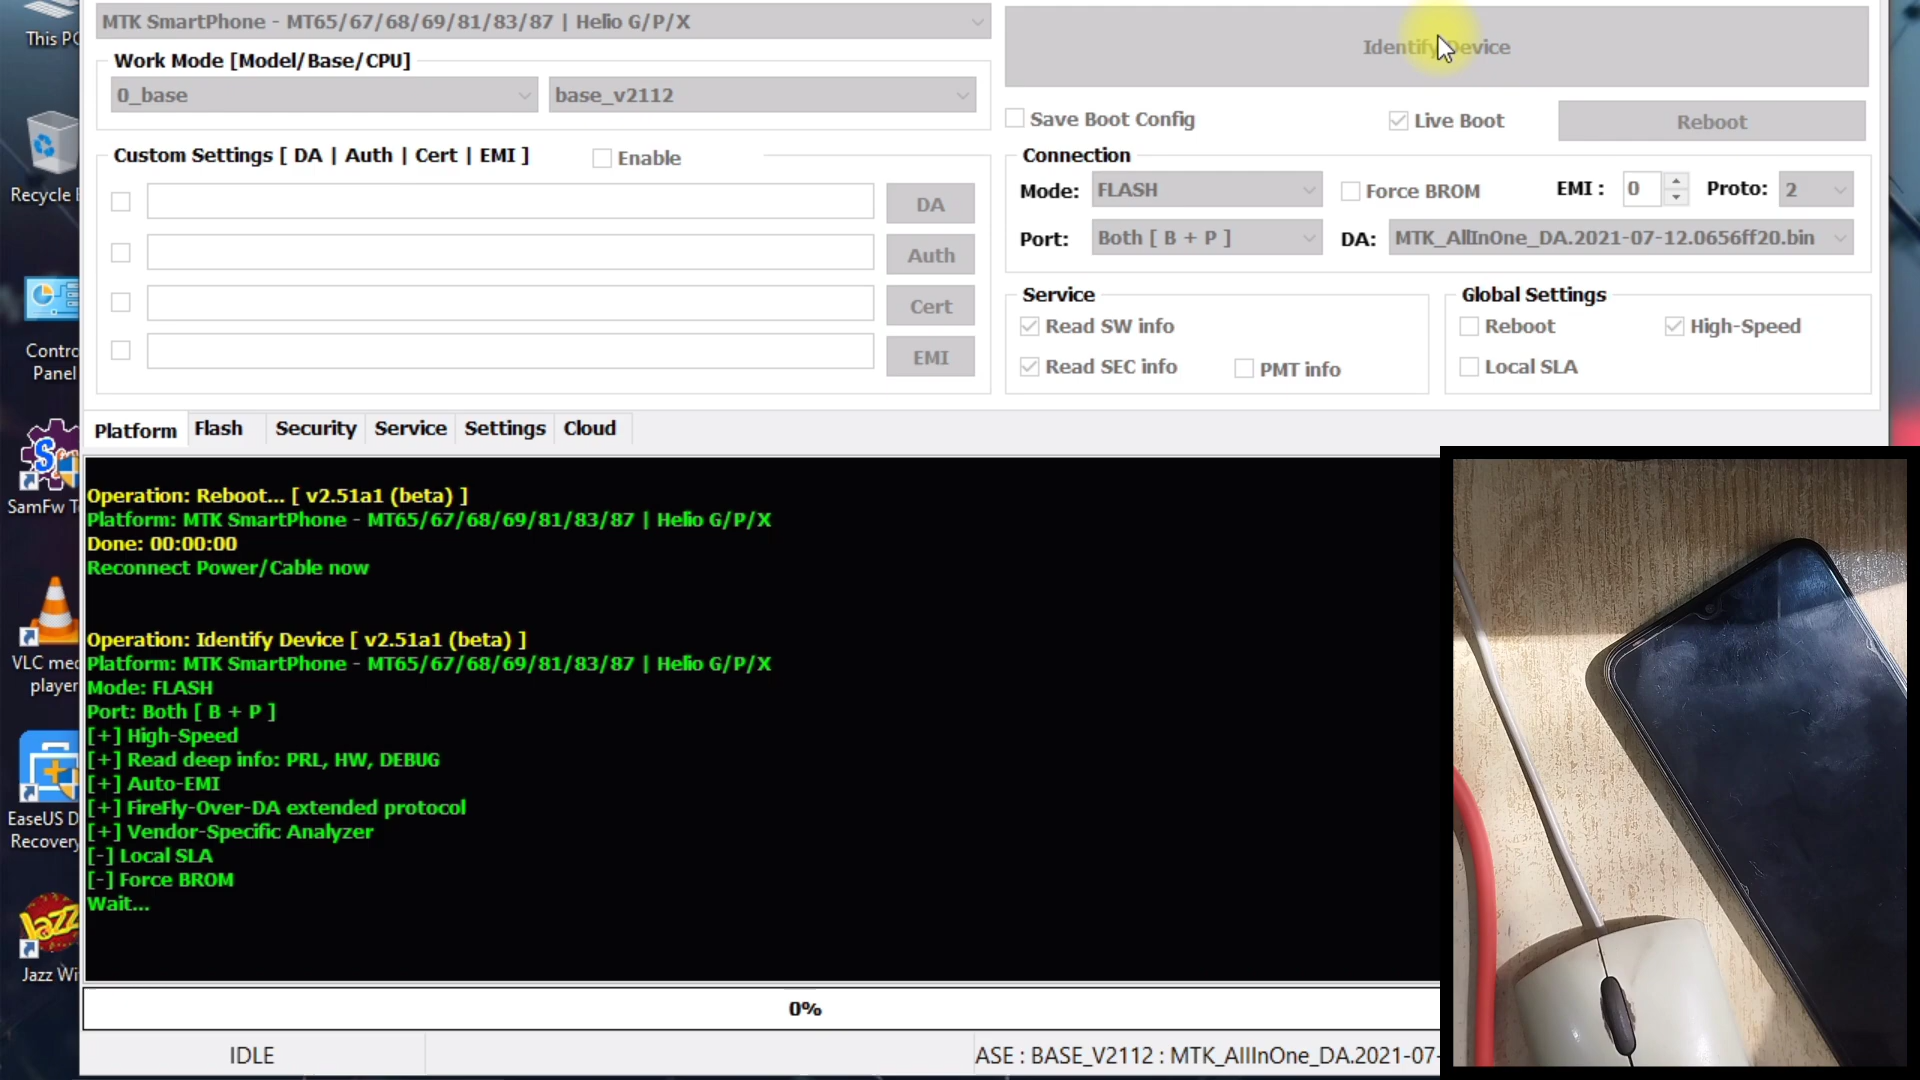 This PC
MTK SmartPhone - MT65/67/68/69/81/83/87 | Helio G/P/X
Identify Device
Work Mode [Model/Base/CPU]
0_base
base_v2112
Save Boot Config
Live Boot
Reboot
Custom Settings [ DA | Auth | Cert | EMI ]
Enable
DA
Auth
Cert
EMI
Connection
Mode:
FLASH
Force BROM
EMI :
0
Proto:
2
Port:
Both [ B + P ]
DA:
MTK_AllInOne_DA.2021-07-12.0656ff20.bin
Service
Read SW info
Read SEC info
PMT info
Global Settings
Reboot
High-Speed
Local SLA
Recycle
Contro
Panel
SamFw T
VLC med
player
EaseUS D
Recovery
Jazz
Jazz Wi
Platform
Flash
Security
Service
Settings
Cloud
Operation: Reboot... [ v2.51a1 (beta) ]
Platform: MTK SmartPhone - MT65/67/68/69/81/83/87 | Helio G/P/X
Done: 00:00:00
Reconnect Power/Cable now
Operation: Identify Device [ v2.51a1 (beta) ]
Platform: MTK SmartPhone - MT65/67/68/69/81/83/87 | Helio G/P/X
Mode: FLASH
Port: Both [ B + P ]
[+] High-Speed
[+] Read deep info: PRL, HW, DEBUG
[+] Auto-EMI
[+] FireFly-Over-DA extended protocol
[+] Vendor-Specific Analyzer
[-] Local SLA
[-] Force BROM
Wait...
0%
IDLE
ASE : BASE_V2112 : MTK_AllInOne_DA.2021-07-